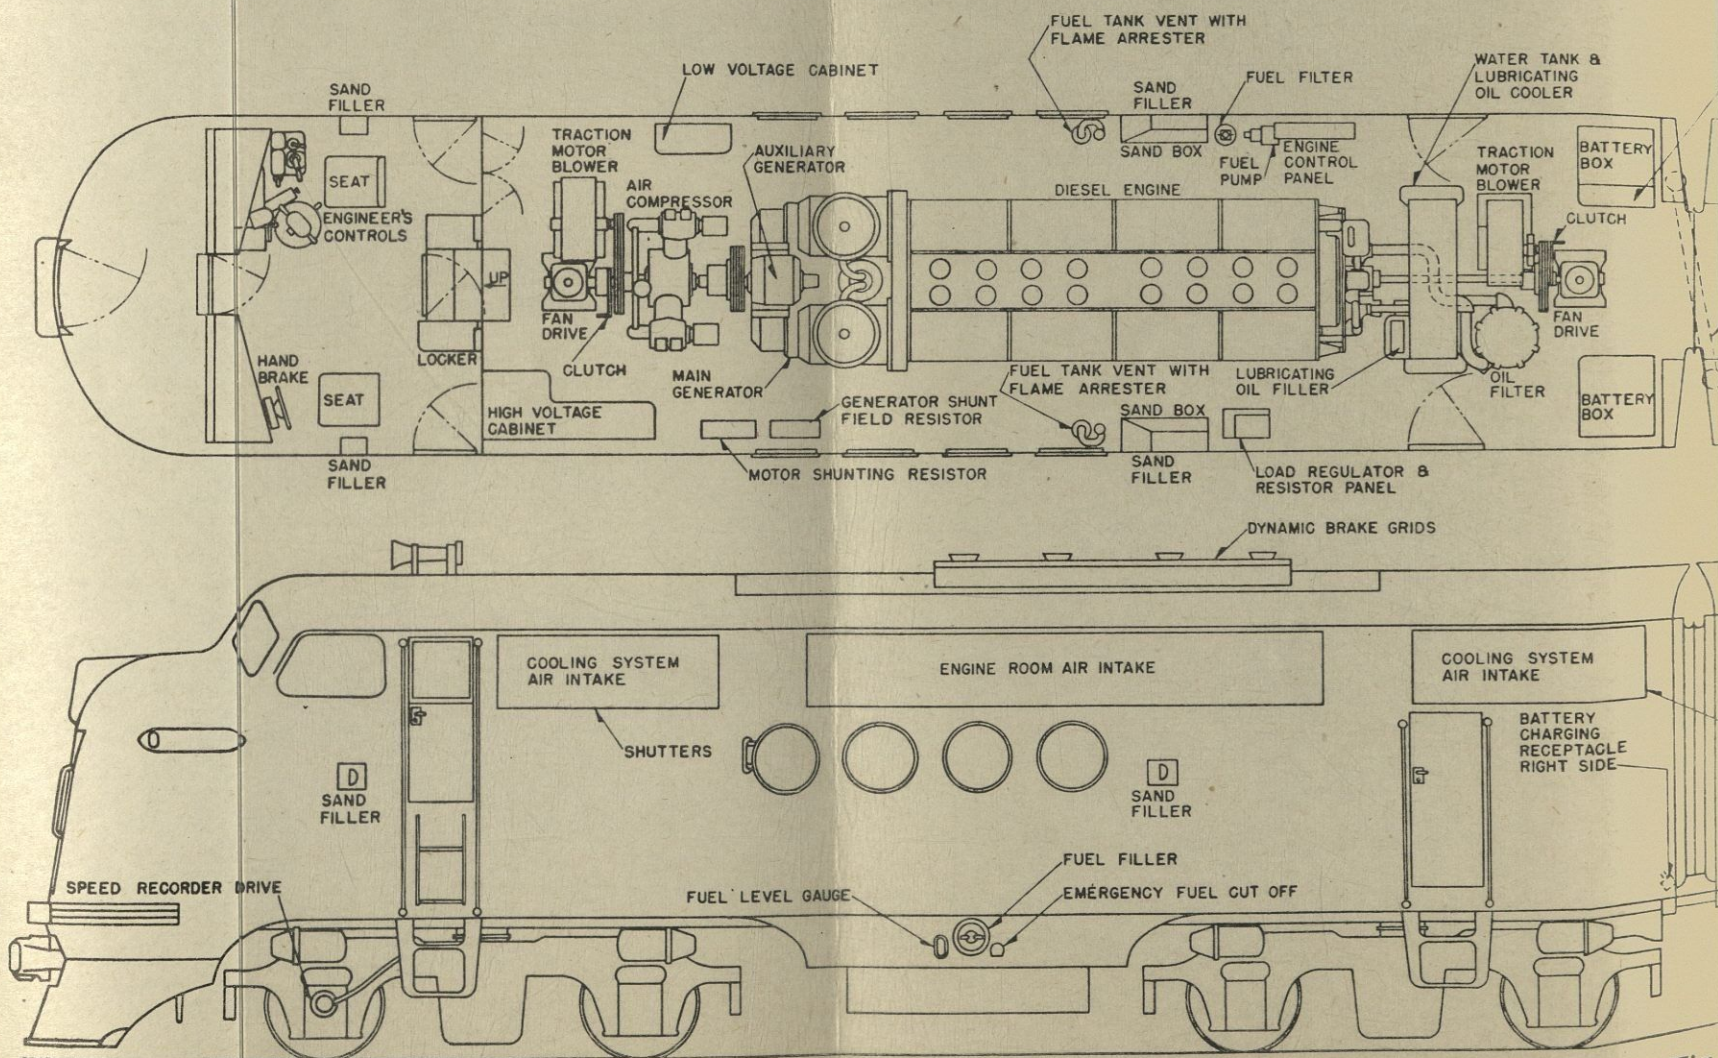 FUEL TANK VENT WITH
FLAME ARRESTER
LOW VOLTAGE CABINET
SAND
FILLER
SAND
FILLER
FUEL FILTER
WATER TANK &
LUBRICATING
OIL COOLER
TRACTION
MOTOR
BLOWER
AUXILIARY
GENERATOR
SAND BOX
FUEL
PUMP
ENGINE
CONTROL
PANEL
BATTERY
BOX
TRACTION
MOTOR
BLOWER
SEAT
AIR
COMPRESSOR
DIESEL ENGINE
ENGINEER'S
CONTROLS
CLUTCH
UP
FAN
DRIVE
FAN
DRIVE
LOCKER
HAND
BRAKE
CLUTCH
MAIN
GENERATOR
FUEL TANK VENT WITH
FLAME ARRESTER
LUBRICATING
OIL FILLER
OIL
FILTER
SEAT
HIGH VOLTAGE
CABINET
GENERATOR SHUNT
FIELD RESISTOR
SAND BOX
BATTERY
BOX
SAND
FILLER
MOTOR SHUNTING RESISTOR
SAND
FILLER
LOAD REGULATOR &
RESISTOR PANEL
DYNAMIC BRAKE GRIDS
COOLING SYSTEM
AIR INTAKE
ENGINE ROOM AIR INTAKE
COOLING SYSTEM
AIR INTAKE
SHUTTERS
BATTERY
CHARGING
RECEPTACLE
RIGHT SIDE
D
SAND
FILLER
D
SAND
FILLER
SPEED RECORDER DRIVE
FUEL LEVEL GAUGE
FUEL FILLER
EMERGENCY FUEL CUT OFF